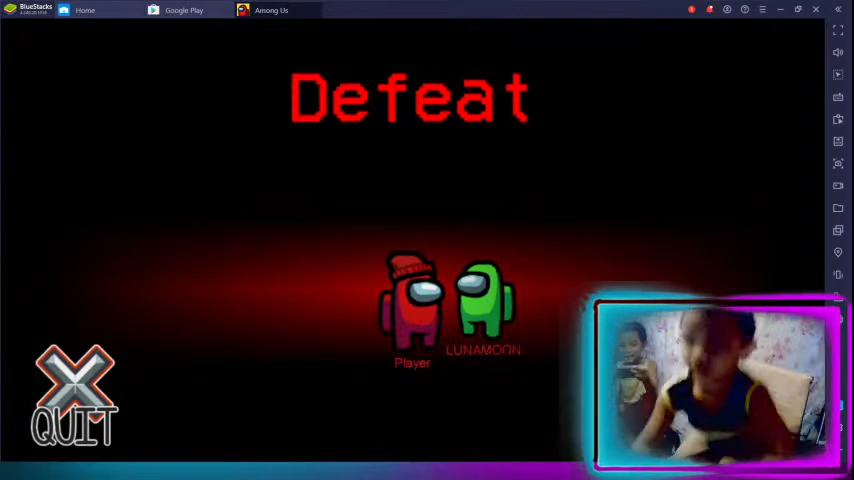 BlueStacks
Home
Google Play
Among Us
Defeat
Player
LUNAMOON
QUIT